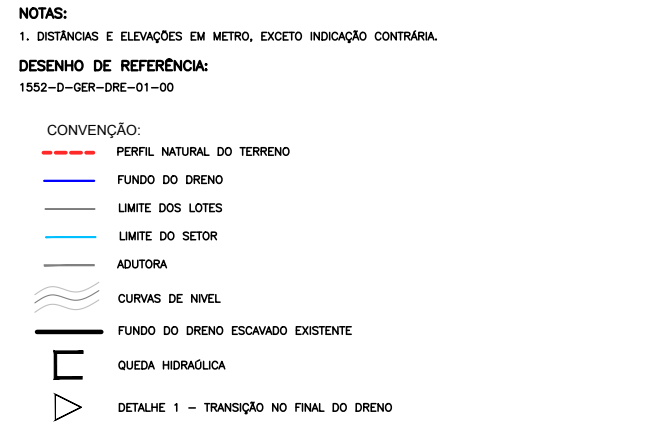 NOTAS:
1. DISTÂNCIAS E ELEVAÇÕES EM METRO, EXCETO INDICAÇÃO CONTRÁRIA.
DESENHO DE REFERÊNCIA:
1552-D-GER-DRE-01-00
CONVENÇÃO:
PERFIL NATURAL DO TERRENO
FUNDO DO DRENO
LIMITE DOS LOTES
LIMITE DO SETOR
ADUTORA
CURVAS DE NIVEL
FUNDO DO DRENO ESCAVADO EXISTENTE
QUEDA HIDRAÚLICA
DETALHE 1 - TRANSIÇÃO NO FINAL DO DRENO